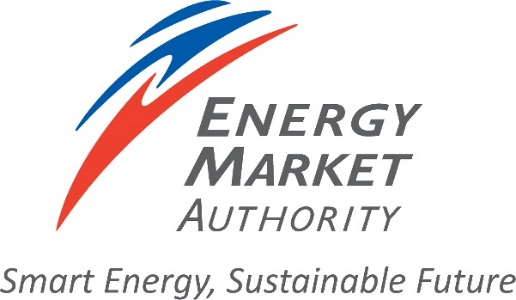 ENERGY
MARKET
AUTHORITY
Smart Energy, Sustainable Future